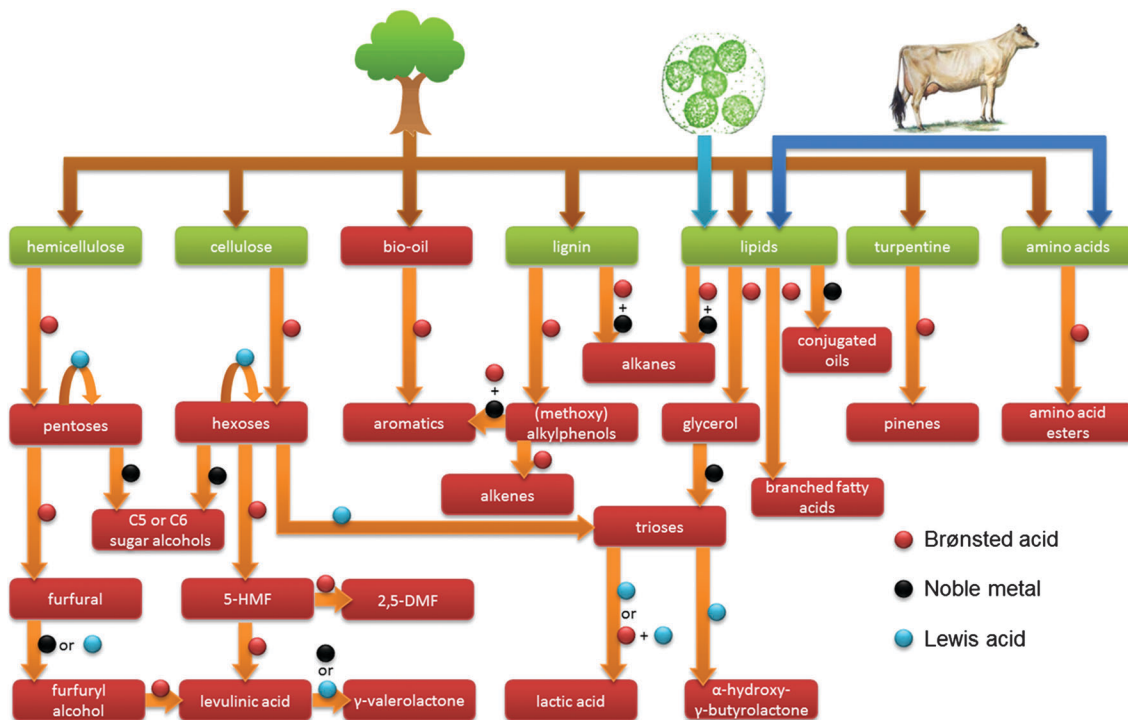 hemicellulose
cellulose
bio-oil
lignin
lipids
turpentine
amino acids
+
+
alkanes
conjugated
oils
+
pentoses
hexoses
aromatics
(methoxy)
alkylphenols
glycerol
pinenes
amino acid
esters
alkenes
branched fatty
acids
C5 or C6
sugar alcohols
trioses
Brønsted acid
Noble metal
Lewis acid
furfural
5-HMF
2,5-DMF
or
or
+
or
furfuryl
alcohol
levulinic acid
γ-valerolactone
lactic acid
α-hydroxy-
γ-butyrolactone